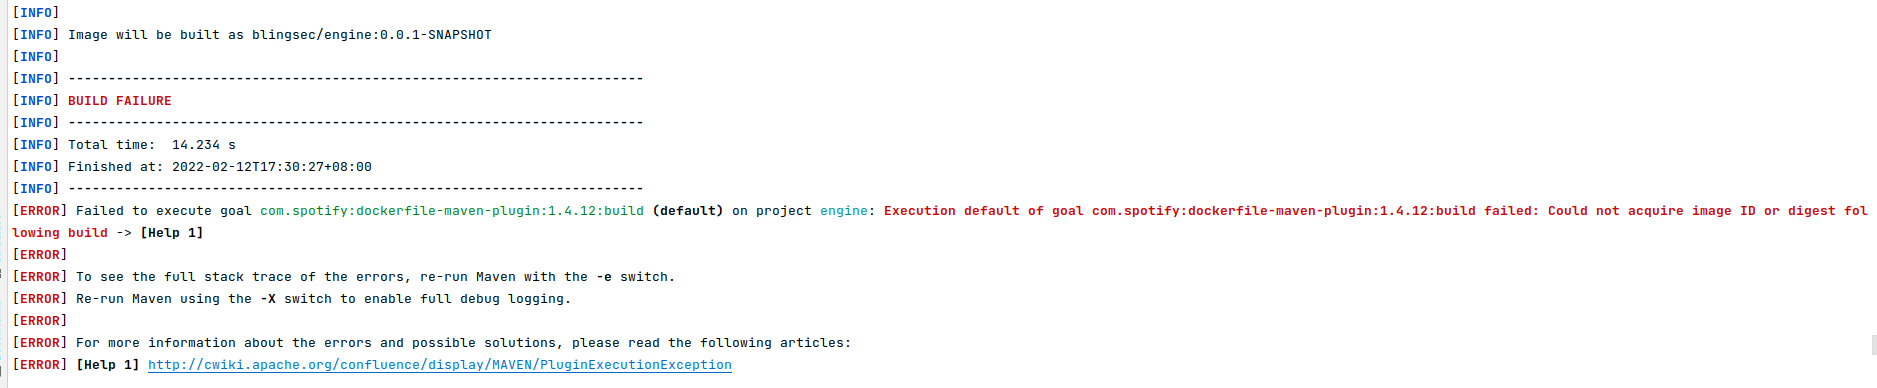 [INFO]
[INFO] Image will be built as blingsec/engine:0.0.1-SNAPSHOT
[INFO]
[INFO] ------------------------------------------------------------------------
[INFO] BUILD FAILURE
[INFO] ------------------------------------------------------------------------
[INFO] Total time:  14.234 s
[INFO] Finished at: 2022-02-12T17:30:27+08:00
[INFO] ------------------------------------------------------------------------
[ERROR] Failed to execute goal com.spotify:dockerfile-maven-plugin:1.4.12:build (default) on project engine: Execution default of goal com.spotify:dockerfile-maven-plugin:1.4.12:build failed: Could not acquire image ID or digest fol
lowing build -> [Help 1]
[ERROR]
[ERROR] To see the full stack trace of the errors, re-run Maven with the -e switch.
[ERROR] Re-run Maven using the -X switch to enable full debug logging.
[ERROR]
[ERROR] For more information about the errors and possible solutions, please read the following articles:
[ERROR] [Help 1] http://cwiki.apache.org/confluence/display/MAVEN/PluginExecutionException